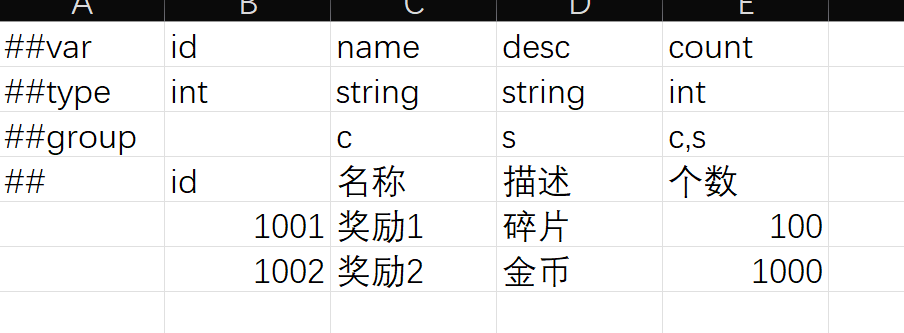 A B C D E
##var id name desc count
##type int string string int
##group c s c,s
## id 名称 描述 个数
1001 奖励1 碎片 100
1002 奖励2 金币 1000